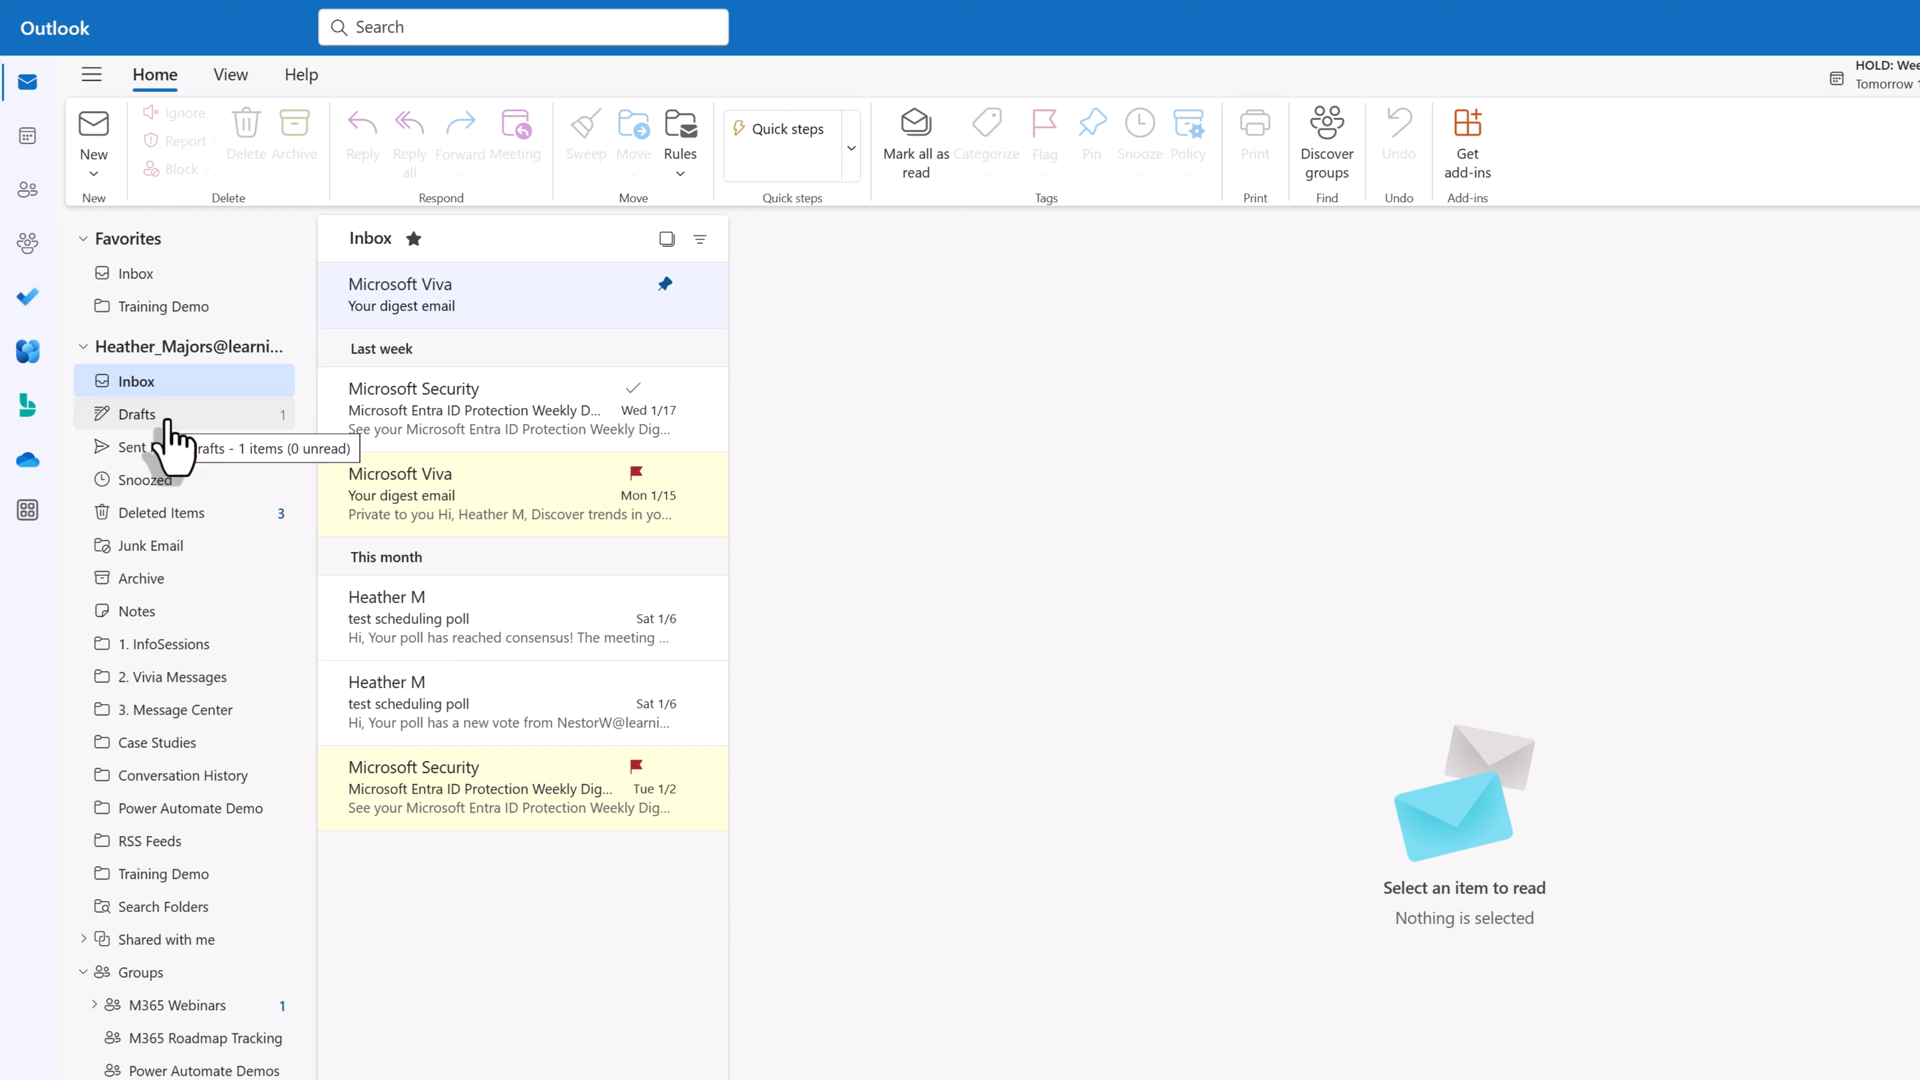 Outlook
Search
Home View Help
HOLD: Wee
Tomorrow 1
New
Ignore
Report
Block
Delete
Archive
Reply
Reply all
Forward
Meeting
Sweep
Move
Rules
Quick steps
Mark all as read
Categorize
Flag
Pin
Snooze
Policy
Print
Discover groups
Undo
Get add-ins
New
Delete
Respond
Move
Quick steps
Tags
Print
Find
Undo
Add-ins
Favorites
Inbox
Training Demo
Heather_Majors@learni...
Inbox
Drafts 1
Sent
rafts - 1 items (0 unread)
Snoozed
Deleted Items 3
Junk Email
Archive
Notes
1. InfoSessions
2. Vivia Messages
3. Message Center
Case Studies
Conversation History
Power Automate Demo
RSS Feeds
Training Demo
Search Folders
Shared with me
Groups
M365 Webinars 1
M365 Roadmap Tracking
Power Automate Demos
Inbox
Microsoft Viva
Your digest email
Last week
Microsoft Security
Microsoft Entra ID Protection Weekly D... Wed 1/17
See your Microsoft Entra ID Protection Weekly Dig...
Microsoft Viva
Your digest email Mon 1/15
Private to you Hi, Heather M, Discover trends in yo...
This month
Heather M
test scheduling poll Sat 1/6
Hi, Your poll has reached consensus! The meeting ...
Heather M
test scheduling poll Sat 1/6
Hi, Your poll has a new vote from NestorW@learni...
Microsoft Security
Microsoft Entra ID Protection Weekly Dig... Tue 1/2
See your Microsoft Entra ID Protection Weekly Dig...
Select an item to read
Nothing is selected